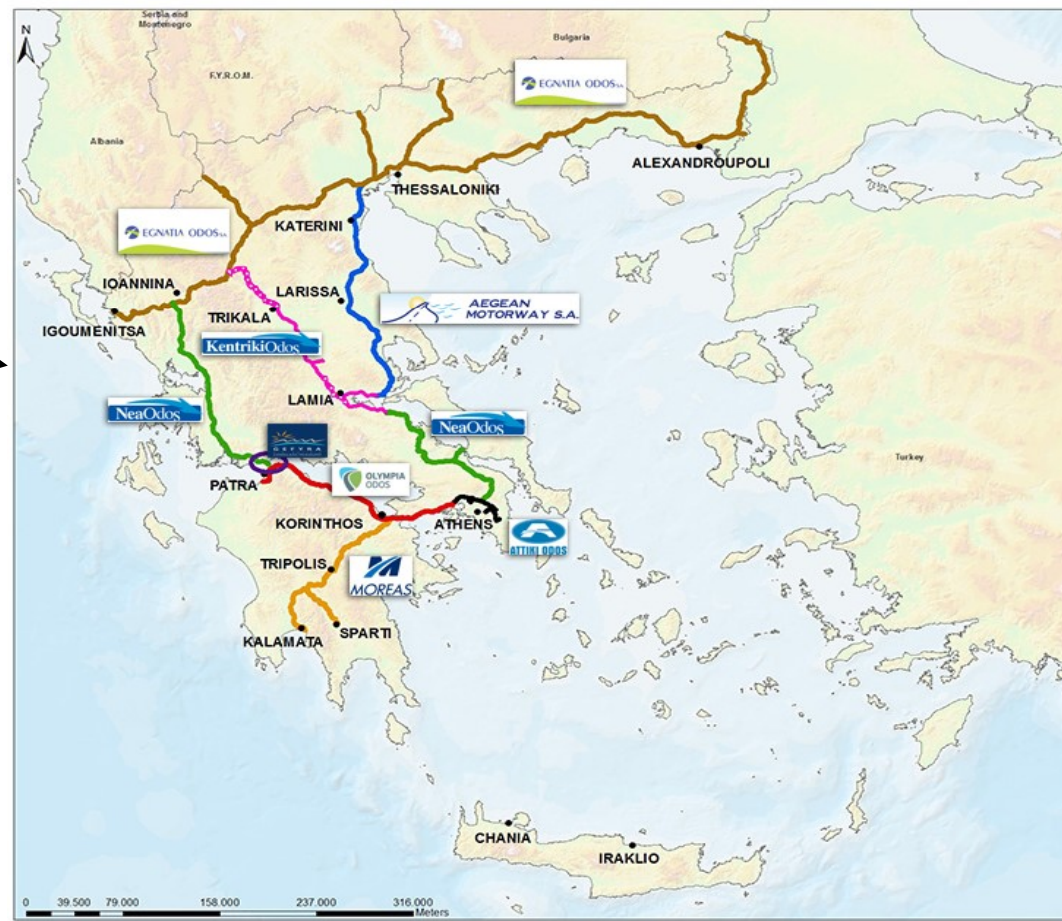 Serbia and
Montenegro
Bulgaria
N
F.Y.R.O.M.
EGNATIA ODOS S.A.
Albania
ALEXANDROUPOLI
THESSALONIKI
KATERINI
EGNATIA ODOS S.A.
IOANNINA
LARISSA
AEGEAN
MOTORWAY S.A.
IGOUMENITSA
TRIKALA
KentrikiOdos
LAMIA
NeaOdos
NeaOdos
GEFYRA
Turkey
OLYMPIA
ODOS
PATRA
KORINTHOS
ATHENS
ATTIKI ODOS
TRIPOLIS
MOREAS
SPARTI
KALAMATA
CHANIA
IRAKLIO
0 39.500 79.000 158.000 237.000 316.000
Meters